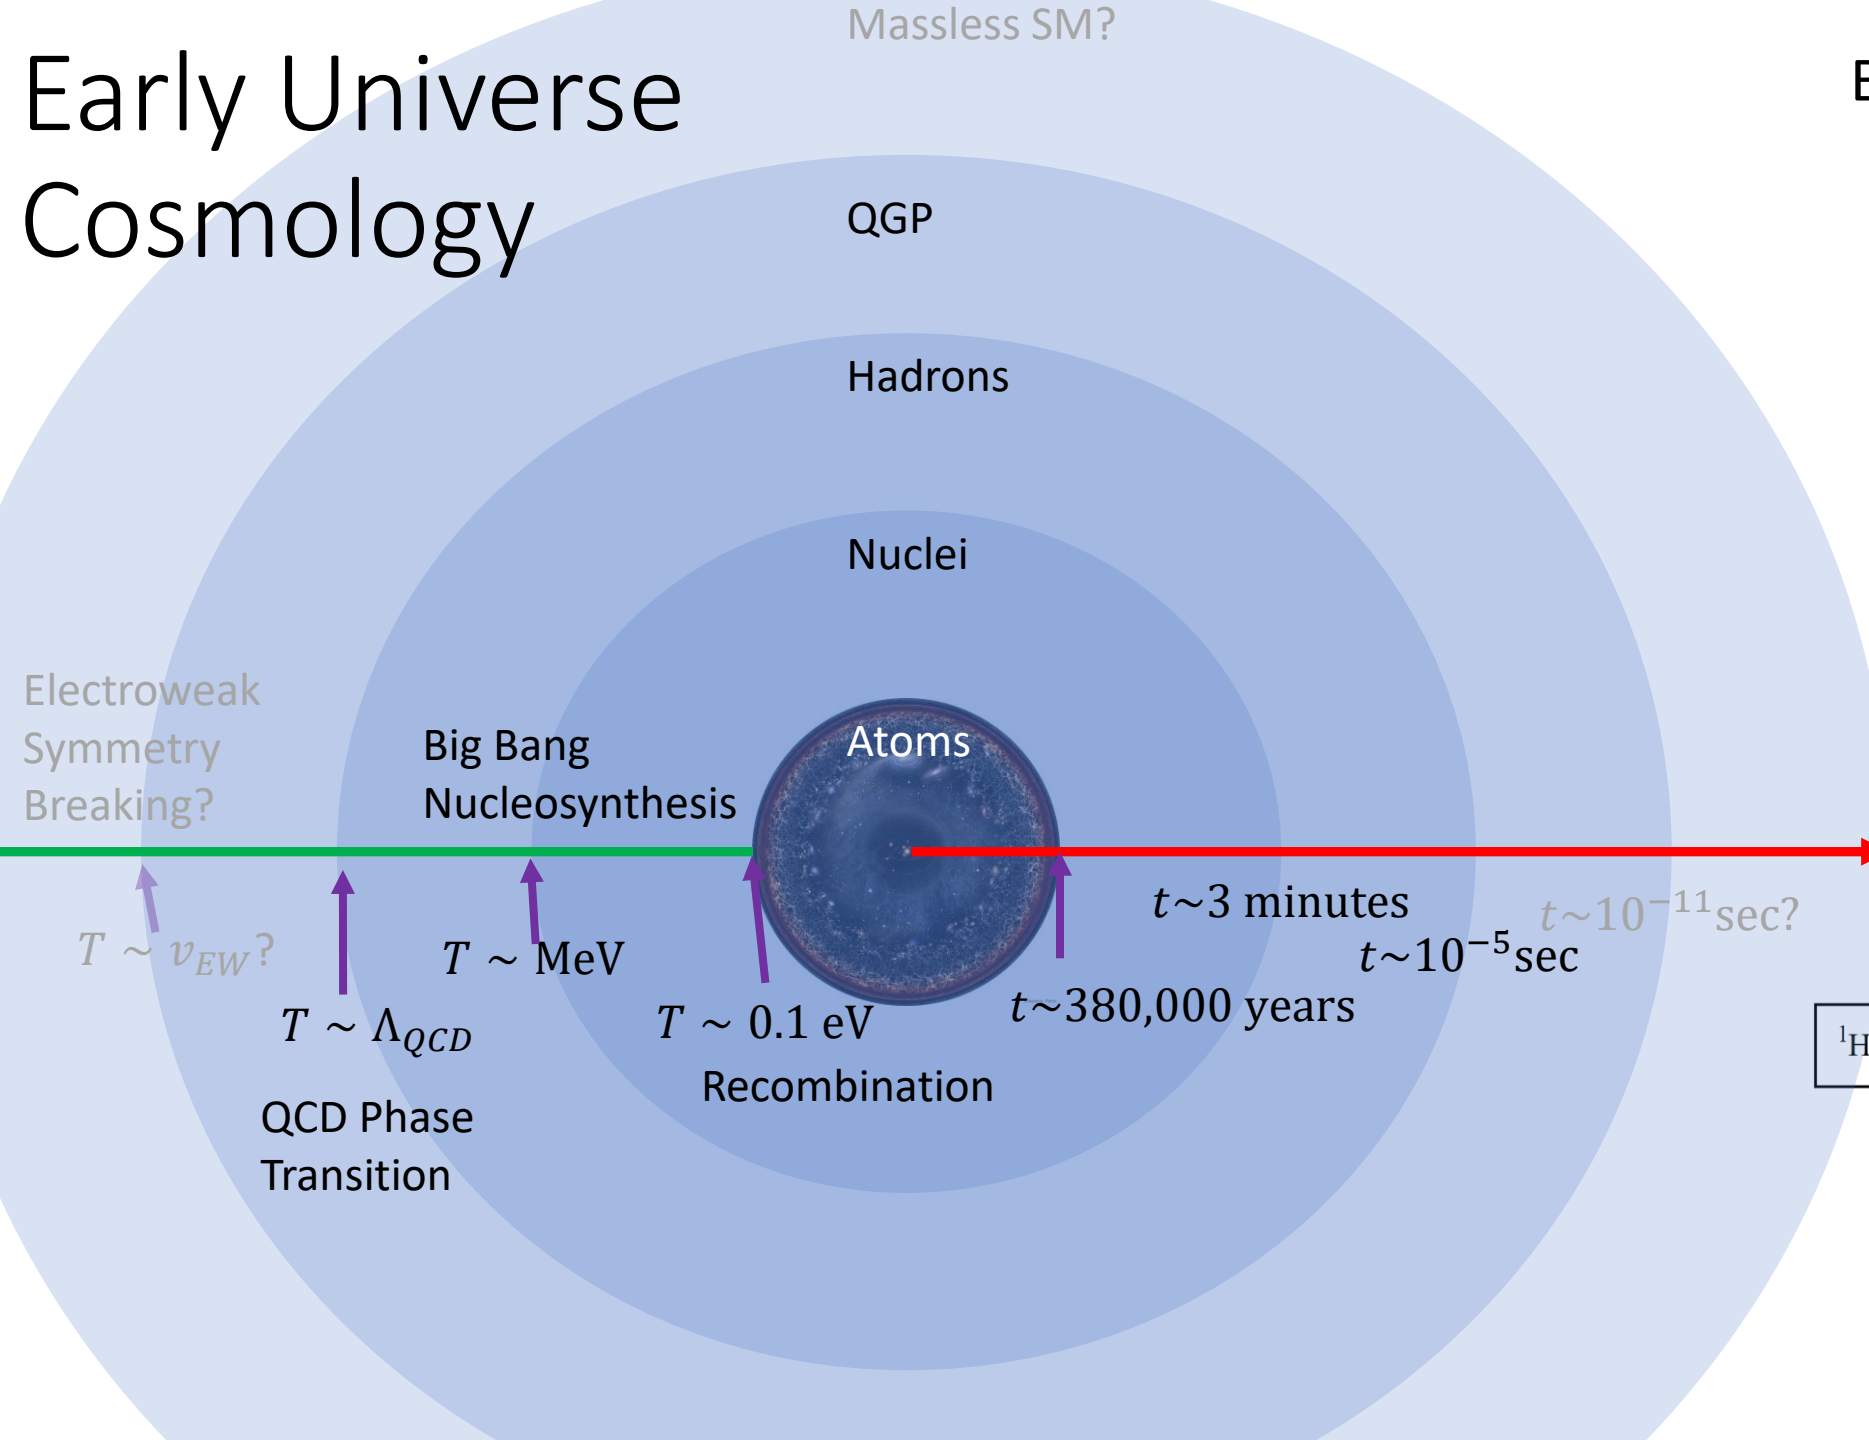 Massless SM?
Early Universe
Cosmology
QGP
Hadrons
Nuclei
Electroweak
Symmetry
Breaking?
Big Bang
Nucleosynthesis
Atoms
t~3 minutes
t~10⁻¹¹sec?
T ~ v_EW?
T ~ MeV
t~10⁻⁵sec
T ~ Λ_QCD
T ~ 0.1 eV
t~380,000 years
Recombination
QCD Phase
Transition
¹H